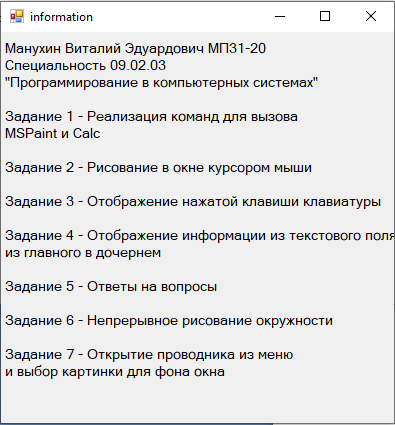 information
Манухин Виталий Эдуардович МП31-20
Специальность 09.02.03
"Программирование в компьютерных системах"
Задание 1 - Реализация команд для вызова
MSPaint и Calc
Задание 2 - Рисование в окне курсором мыши
Задание 3 - Отображение нажатой клавиши клавиатуры
Задание 4 - Отображение информации из текстового поля
из главного в дочернем
Задание 5 - Ответы на вопросы
Задание 6 - Непрерывное рисование окружности
Задание 7 - Открытие проводника из меню
и выбор картинки для фона окна